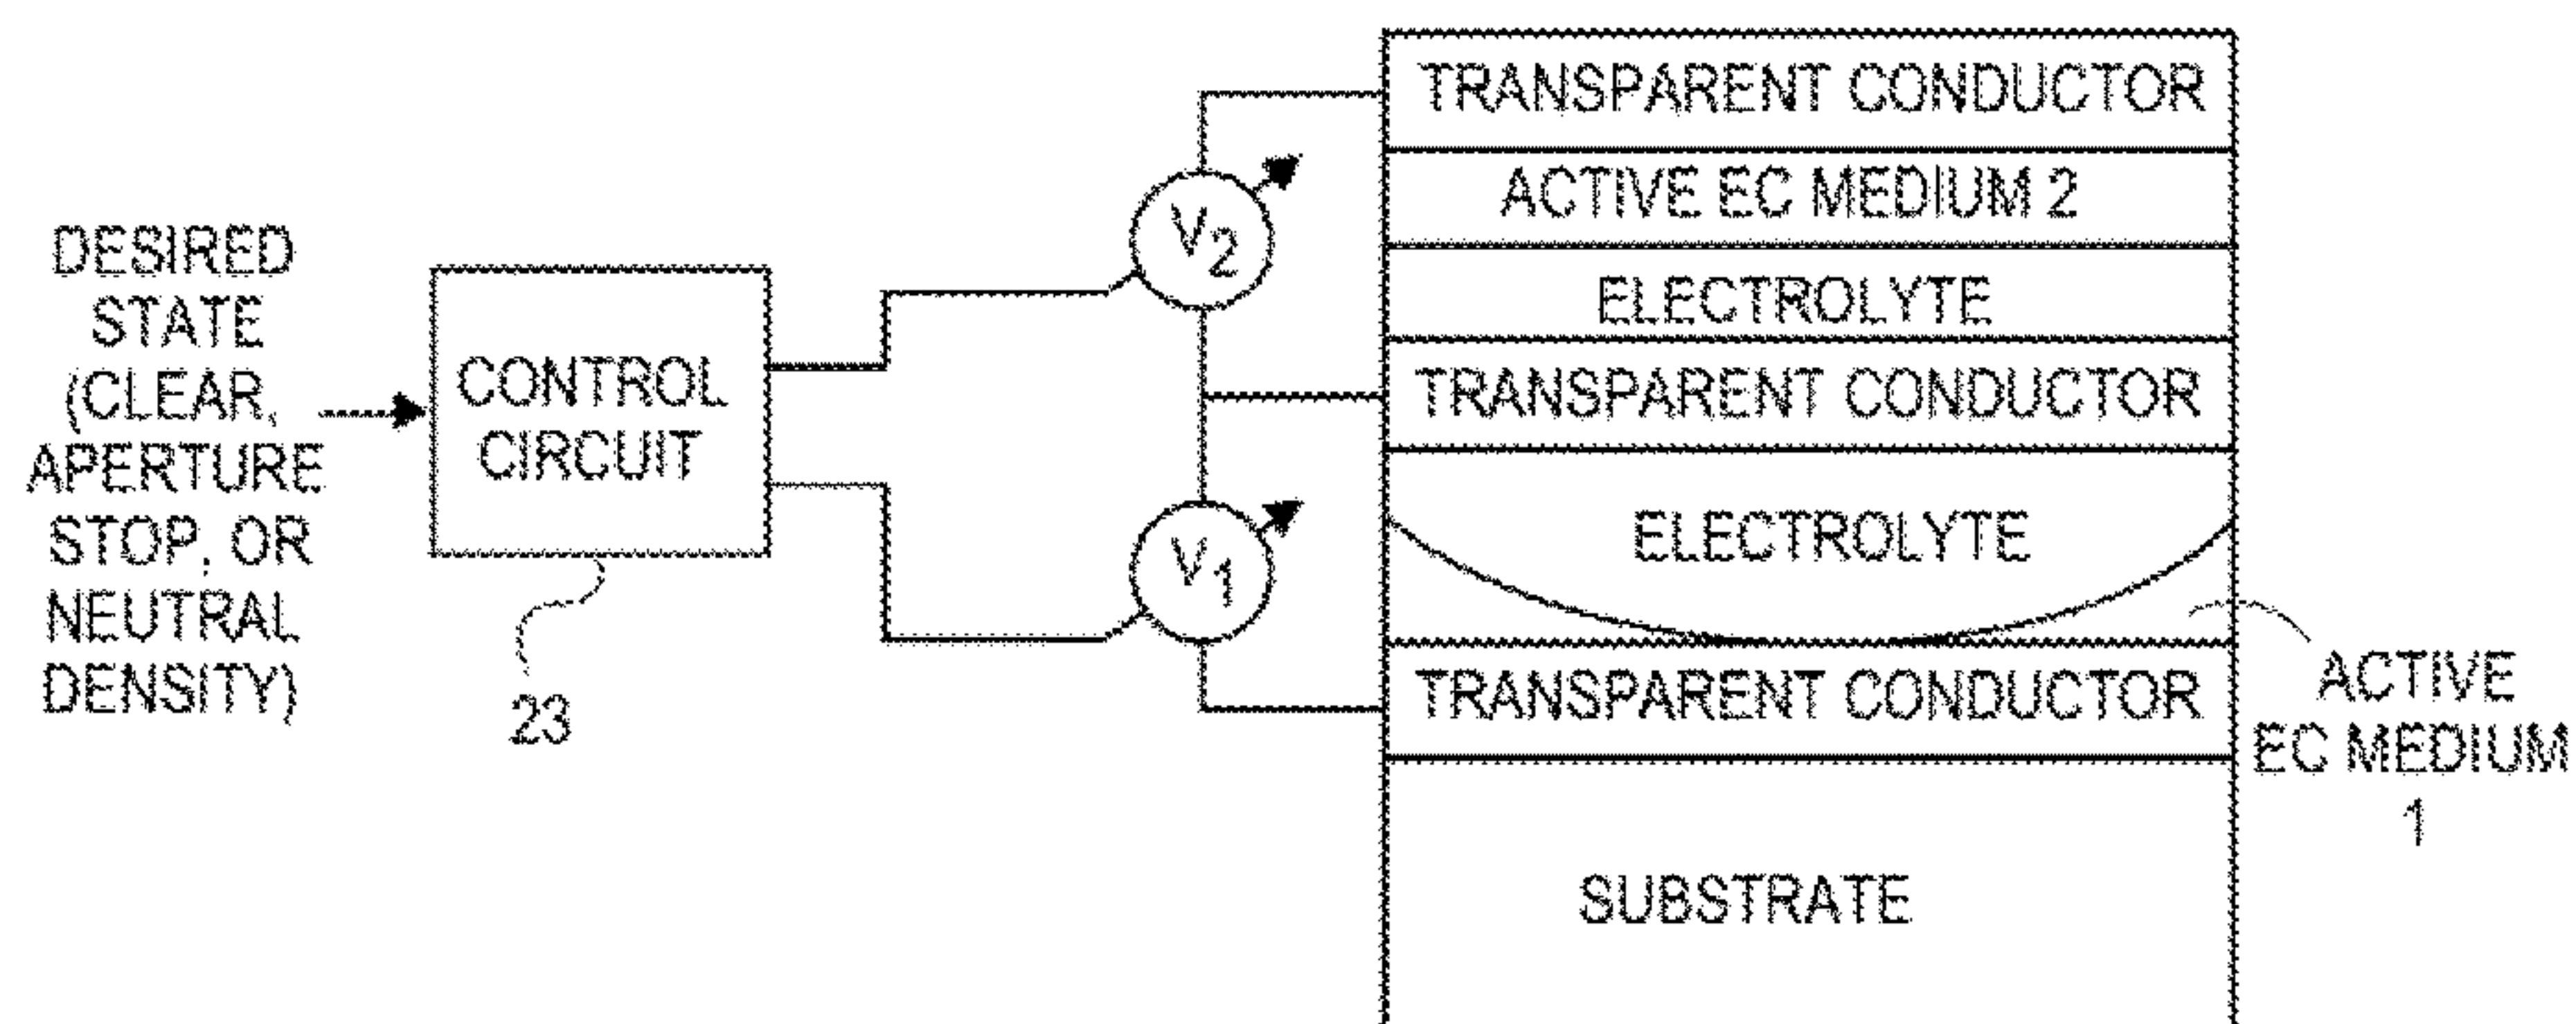 DESIRED
STATE
(CLEAR,
APERTURE
STOP, OR
NEUTRAL
DENSITY)
CONTROL
CIRCUIT
23
V2
V1
TRANSPARENT CONDUCTOR
ACTIVE EC MEDIUM 2
ELECTROLYTE
TRANSPARENT CONDUCTOR
ELECTROLYTE
TRANSPARENT CONDUCTOR
SUBSTRATE
ACTIVE
EC MEDIUM
1